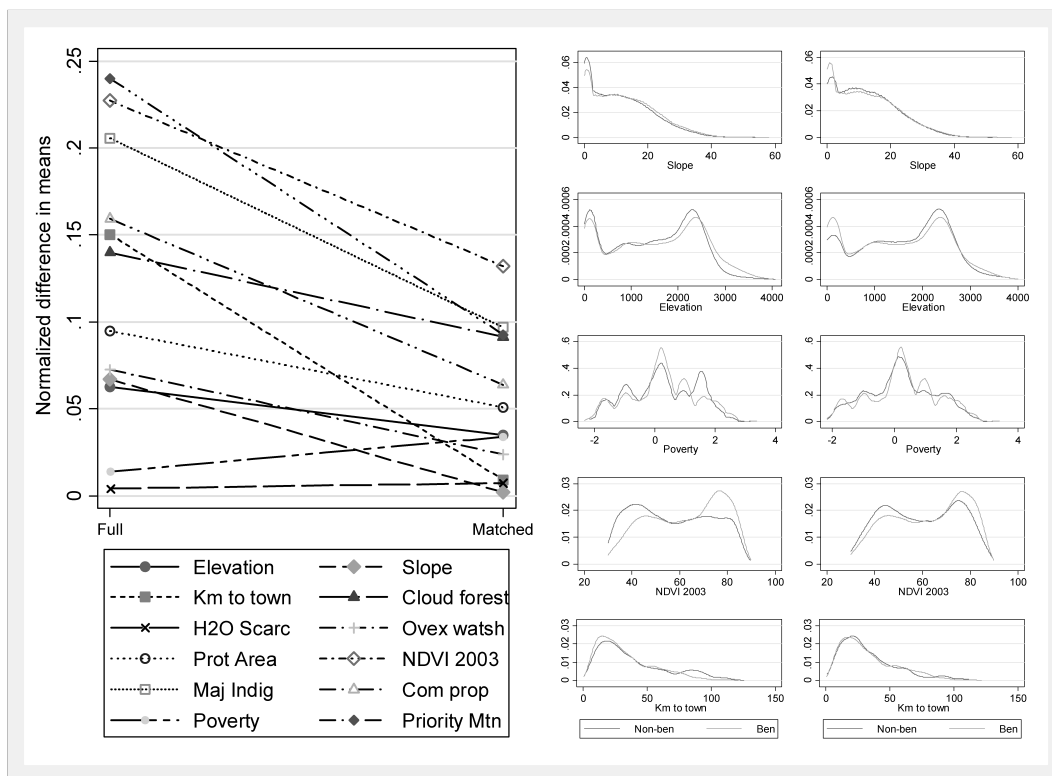 Normalized difference in means
.25
.2
.15
.1
.05
0
Full
Matched
Elevation
Slope
Km to town
Cloud forest
H2O Scarc
Ovex watsh
Prot Area
NDVI 2003
Maj Indig
Com prop
Poverty
Priority Mtn
0 .02 .04 .06
0 20 40 60
Slope
0 .02 .04 .06
0 20 40 60
Slope
0 .0002 .0004 .0006
0 1000 2000 3000 4000
Elevation
0 .0002 .0004 .0006
0 1000 2000 3000 4000
Elevation
0 .2 .4 .6
-2 0 2 4
Poverty
0 .2 .4 .6
-2 0 2 4
Poverty
0 .01 .02 .03
20 40 60 80 100
NDVI 2003
0 .01 .02 .03
20 40 60 80 100
NDVI 2003
0 .01 .02 .03
0 50 100 150
Km to town
0 .01 .02 .03
0 50 100 150
Km to town
Non-ben Ben
Non-ben Ben